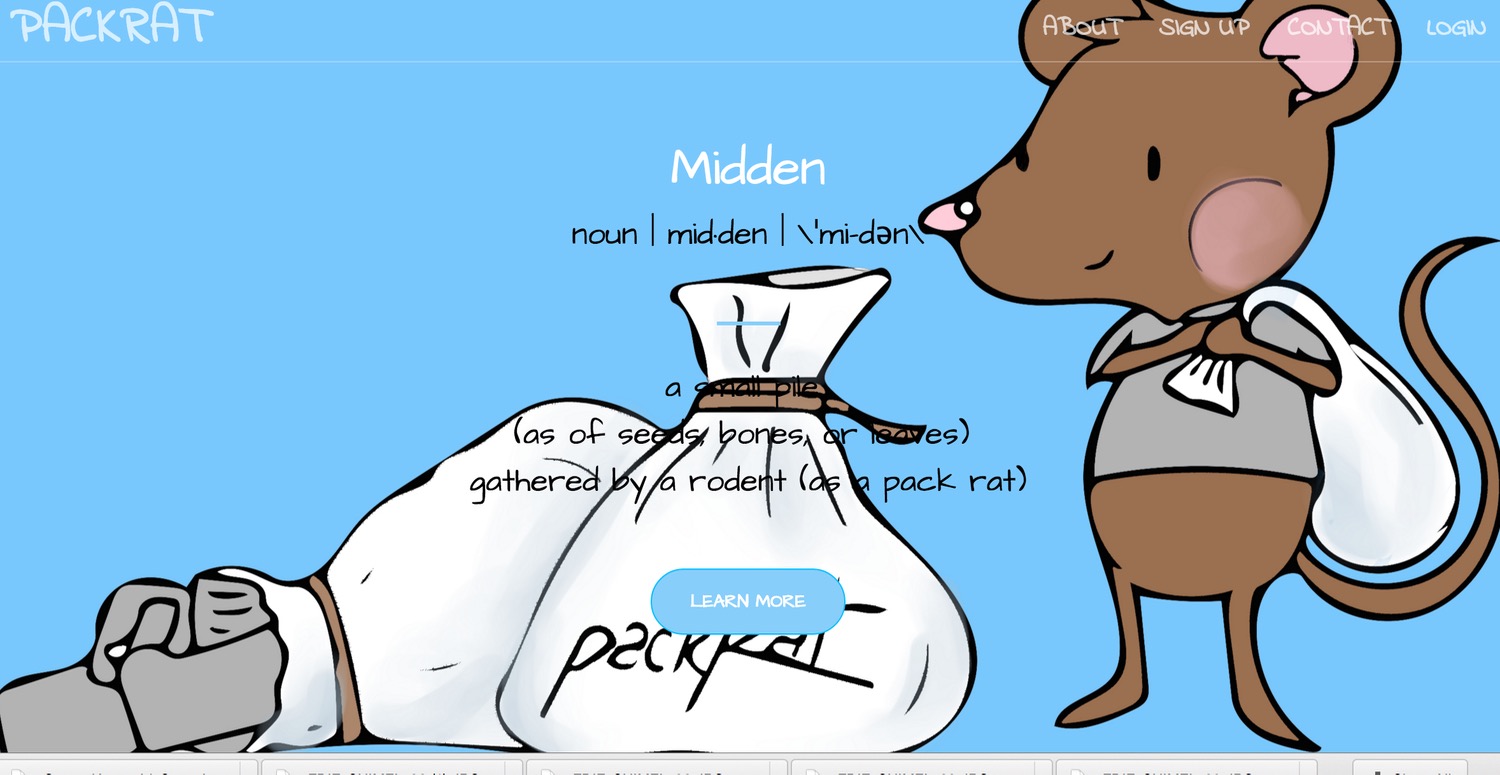 PACKRAT
ABOUT SIGN UP CONTACT LOGIN
Midden
noun | mid·den | \ˈmi-dən\
a small pile
(as of seeds, bones, or leaves)
gathered by a rodent (as a pack rat)
LEARN MORE
packrat